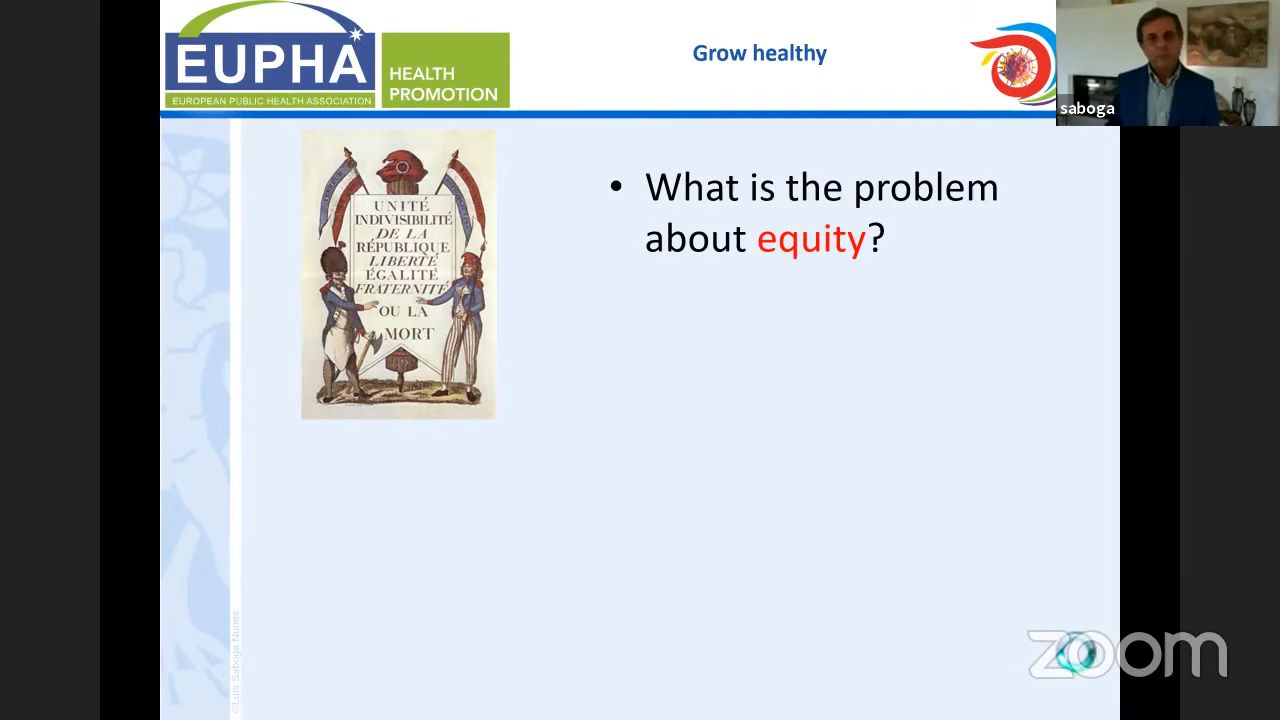 EUPHA
EUROPEAN PUBLIC HEALTH ASSOCIATION
HEALTH
PROMOTION
Grow healthy
saboga
UNITÉ
INDIVISIBILITÉ
DE LA
RÉPUBLIQUE
LIBERTÉ
ÉGALITÉ
FRATERNITÉ
OU LA
MORT
• What is the problem
about equity?
©Luis Saboga Nunes
zoom